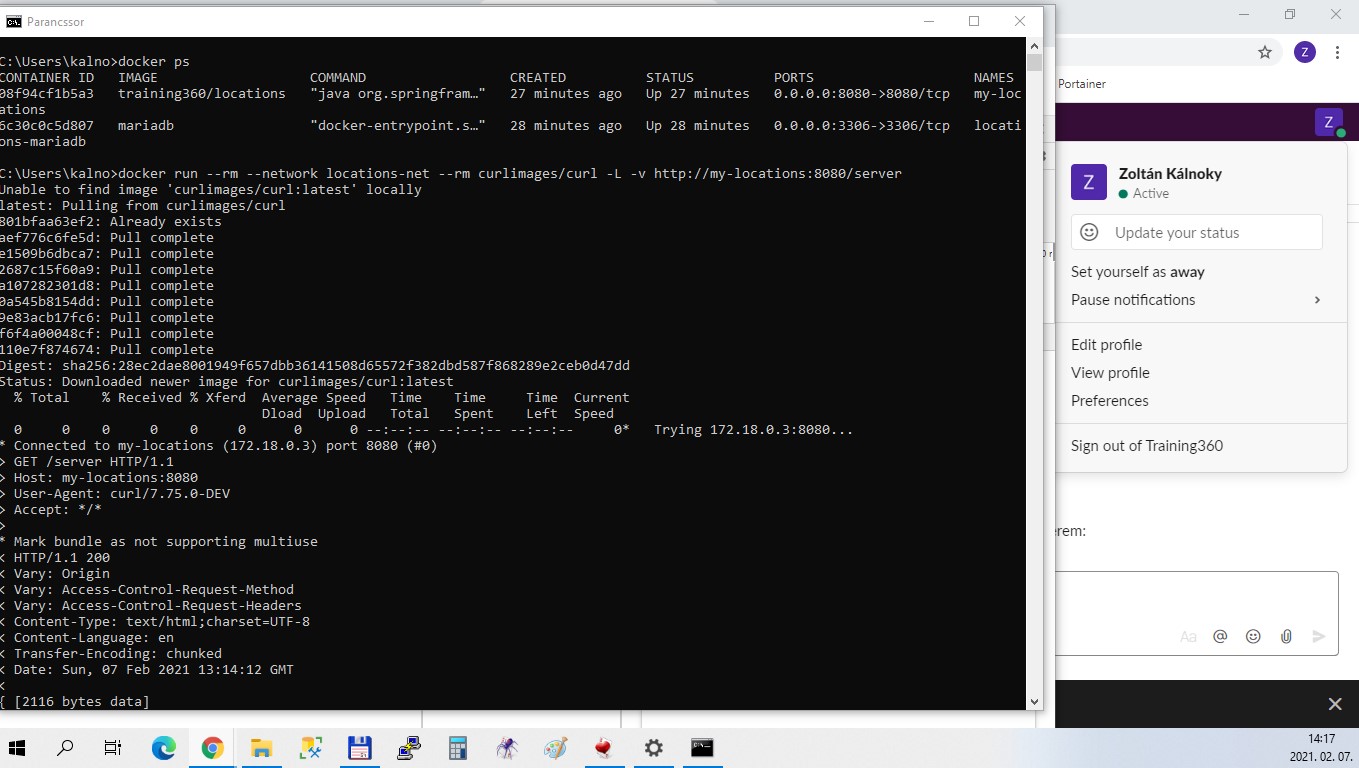 Parancssor
C:\Users\kalno>docker ps
CONTAINER ID   IMAGE                   COMMAND                  CREATED          STATUS          PORTS                    NAMES
08f94cf1b5a3   training360/locations   "java org.springfram…"   27 minutes ago   Up 27 minutes   0.0.0.0:8080->8080/tcp   my-loc
ations
6c30c0c5d807   mariadb                 "docker-entrypoint.s…"   28 minutes ago   Up 28 minutes   0.0.0.0:3306->3306/tcp   locati
ons-mariadb
C:\Users\kalno>docker run --rm --network locations-net --rm curlimages/curl -L -v http://my-locations:8080/server
Unable to find image 'curlimages/curl:latest' locally
latest: Pulling from curlimages/curl
801bfaa63ef2: Already exists
aef776c6fe5d: Pull complete
e1509b6dbca7: Pull complete
2687c15f60a9: Pull complete
a107282301d8: Pull complete
0a545b8154dd: Pull complete
9e83acb17fc6: Pull complete
f6f4a00048cf: Pull complete
110e7f874674: Pull complete
Digest: sha256:28ec2dae8001949f657dbb36141508d65572f382dbd587f868289e2ceb0d47dd
Status: Downloaded newer image for curlimages/curl:latest
  % Total    % Received % Xferd  Average Speed   Time    Time     Time  Current
                                 Dload  Upload   Total   Spent    Left  Speed
  0     0    0     0    0     0      0      0 --:--:-- --:--:-- --:--:--     0*   Trying 172.18.0.3:8080...
* Connected to my-locations (172.18.0.3) port 8080 (#0)
> GET /server HTTP/1.1
> Host: my-locations:8080
> User-Agent: curl/7.75.0-DEV
> Accept: */*
>
* Mark bundle as not supporting multiuse
< HTTP/1.1 200
< Vary: Origin
< Vary: Access-Control-Request-Method
< Vary: Access-Control-Request-Headers
< Content-Type: text/html;charset=UTF-8
< Content-Language: en
< Transfer-Encoding: chunked
< Date: Sun, 07 Feb 2021 13:14:12 GMT
<
{ [2116 bytes data]
Z
Portainer
Z
Z
Zoltán Kálnoky
Active
Update your status
Set yourself as away
Pause notifications
Edit profile
View profile
Preferences
Sign out of Training360
erem:
Aa @
14:17
2021. 02. 07.